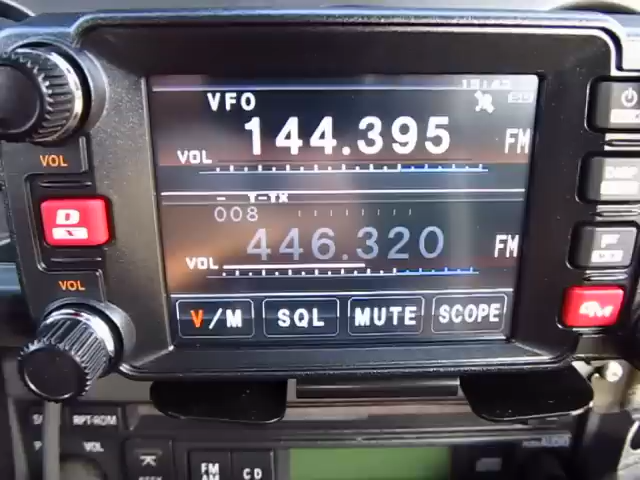 VFO
144.395
FM
VOL
VOL
D
X
008
446.320
FM
VOL
VOL
V/M
SQL
MUTE
SCOPE
F
RPT-RDM
VOL
FM
AM
CD
AUDIO